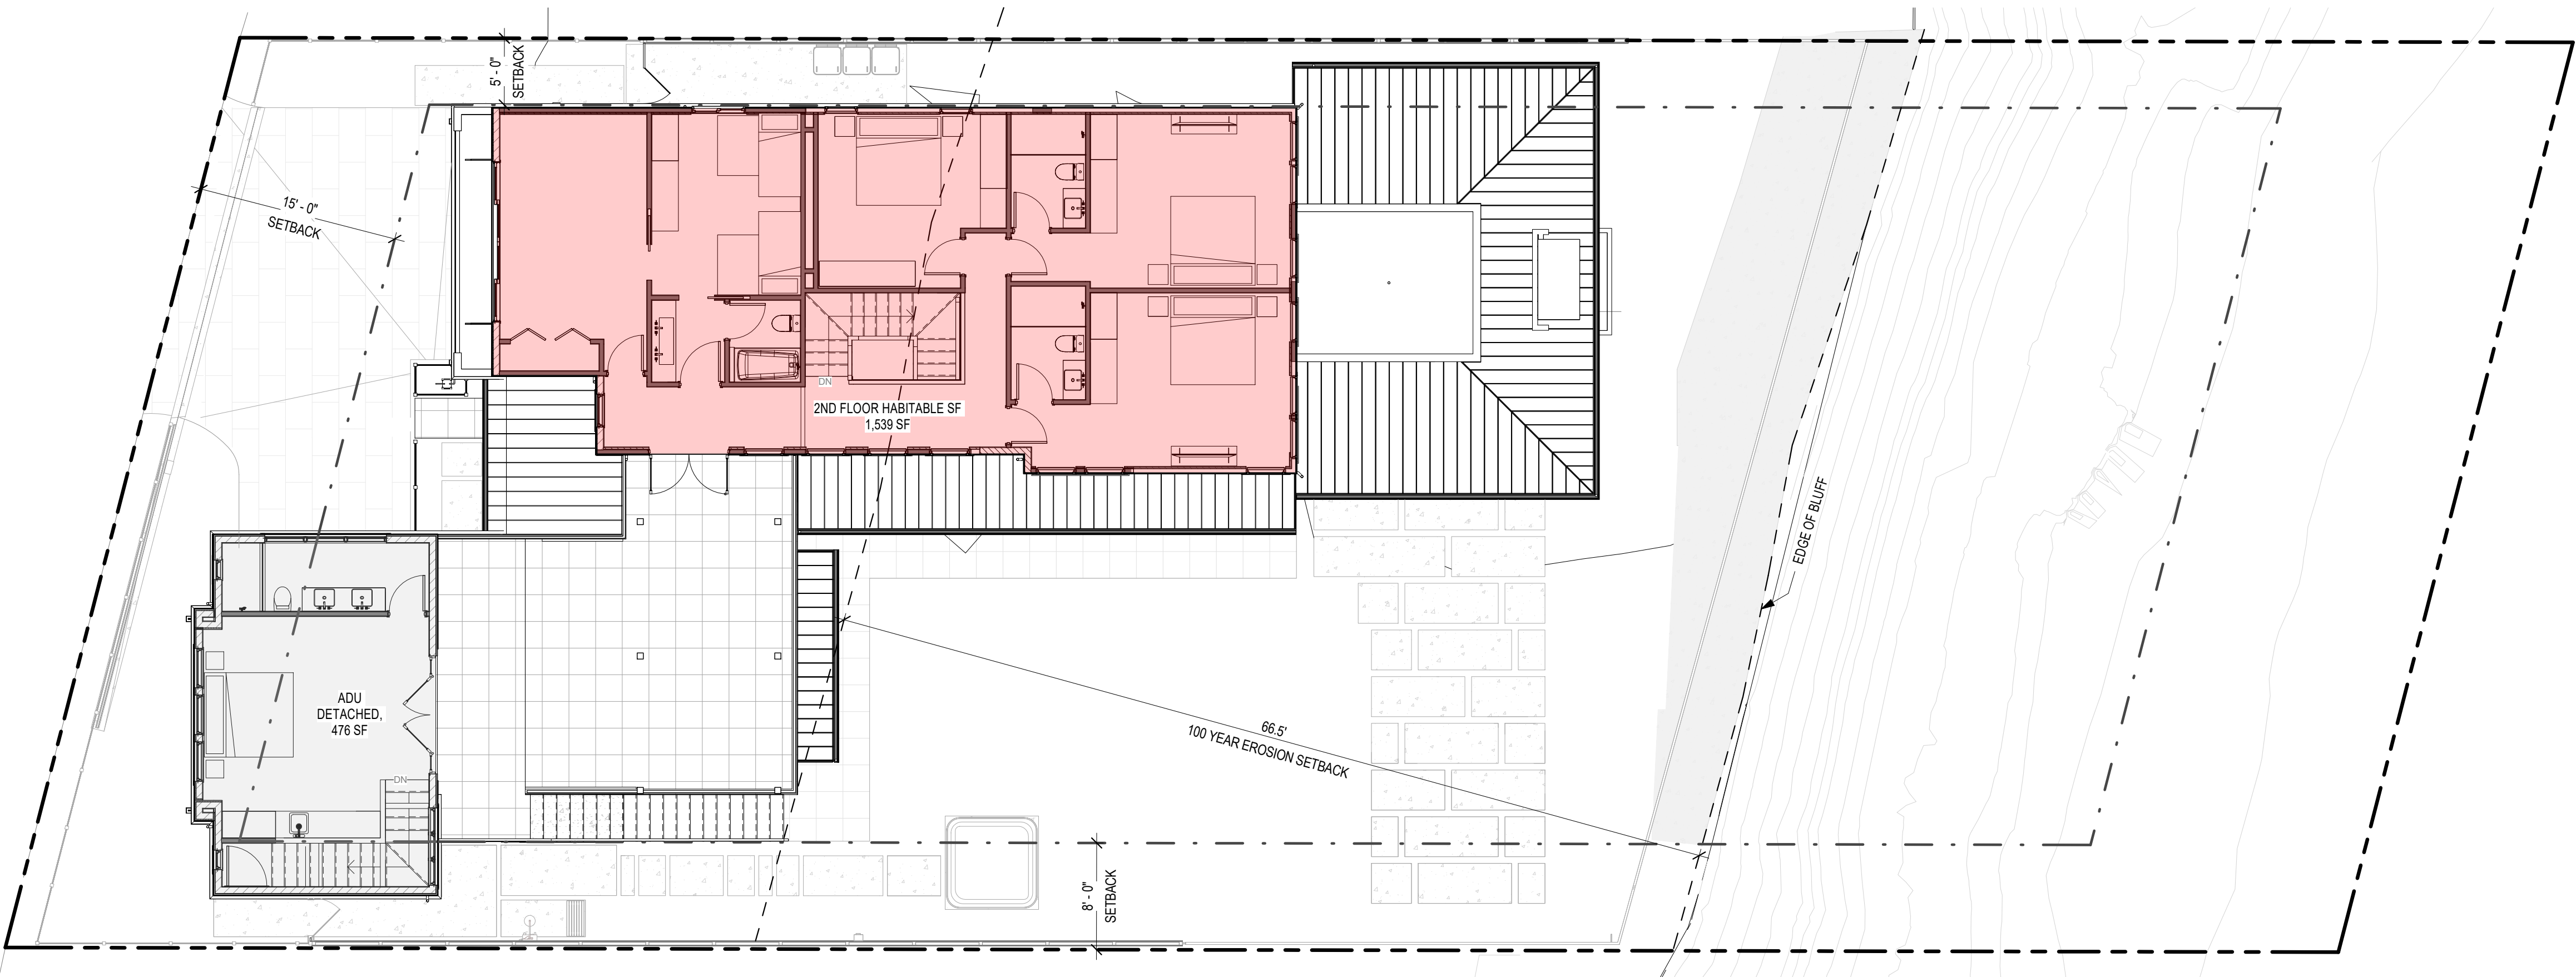 5' - 0"
SETBACK
15' - 0"
SETBACK
DN
2ND FLOOR HABITABLE SF
1,539 SF
EDGE OF BLUFF
ADU
DETACHED,
476 SF
DN
66.5'
100 YEAR EROSION SETBACK
8' - 0"
SETBACK